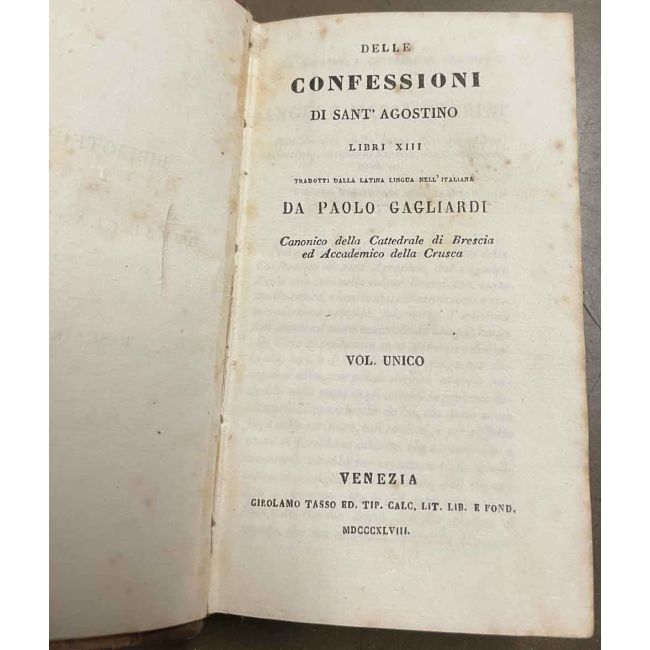 DELLE
CONFESSIONI
DI SANT' AGOSTINO
LIBRI XIII
TRADOTTI DALLA LATINA LINGUA NELL' ITALIANA
DA PAOLO GAGLIARDI
Canonico della Cattedrale di Brescia
ed Accademico della Crusca
VOL. UNICO
VENEZIA
GIROLAMO TASSO ED. TIP. CALC. LIT. LIB. E FOND.
MDCCCXLVIII.